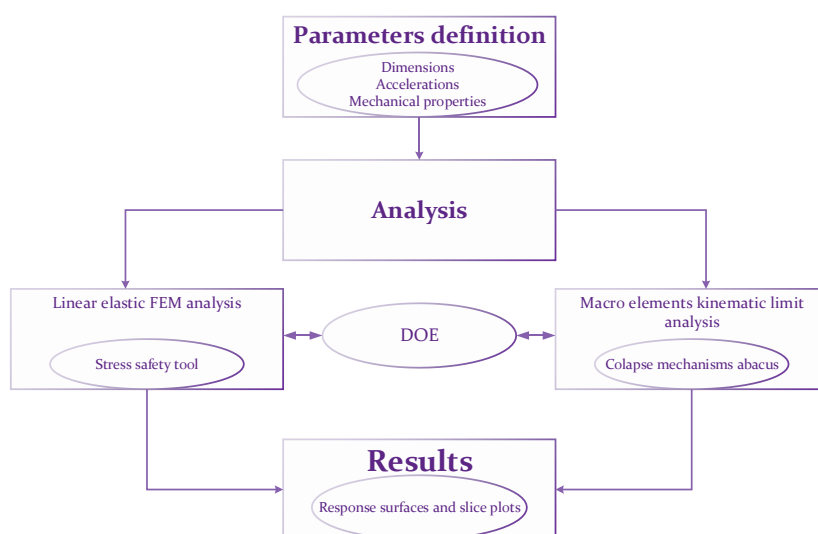 Parameters definition
Dimensions
Accelerations
Mechanical properties
Analysis
Linear elastic FEM analysis
Stress safety tool
DOE
Macro elements kinematic limit
analysis
Colapse mechanisms abacus
Results
Response surfaces and slice plots